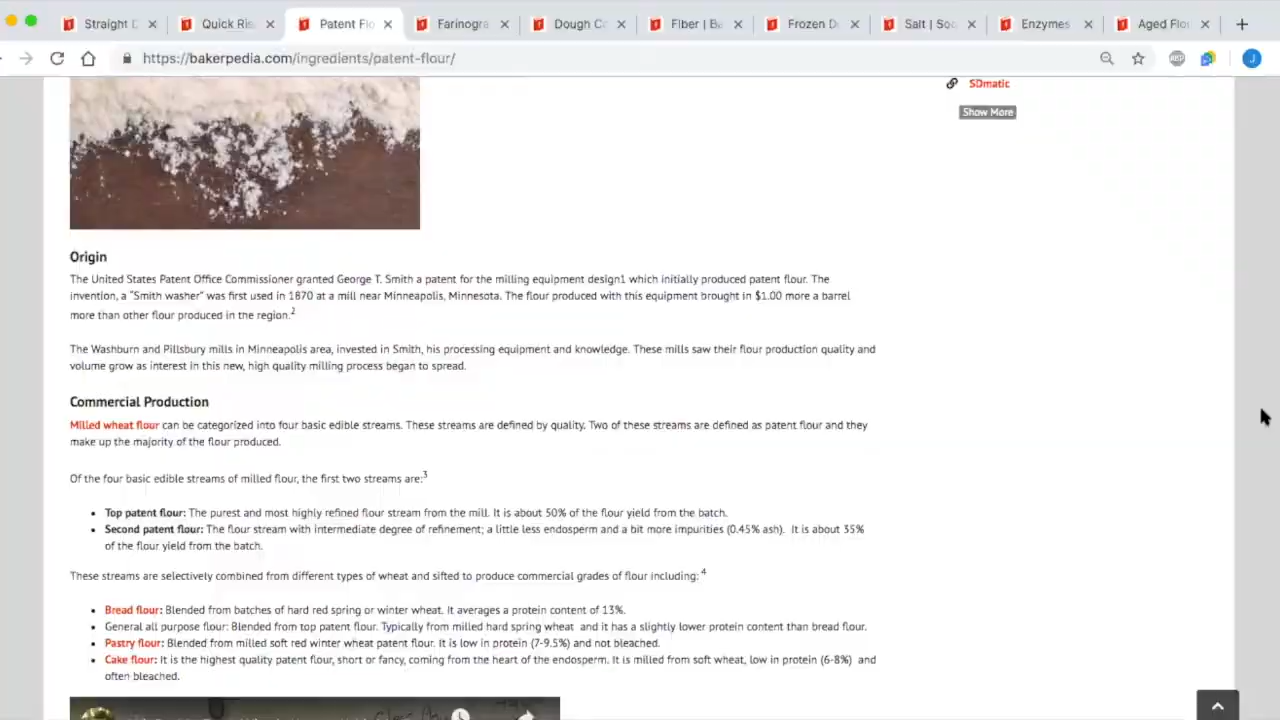 Straight D
Quick Ris
Patent Flo
Farinogra
Dough Co
Fiber | Ba
Frozen Do
Salt | Sod
Enzymes
Aged Flou
https://bakerpedia.com/ingredients/patent-flour/
ABP
J
SDmatic
Show More
Origin
The United States Patent Office Commissioner granted George T. Smith a patent for the milling equipment design1 which initially produced patent flour. The
invention, a "Smith washer" was first used in 1870 at a mill near Minneapolis, Minnesota. The flour produced with this equipment brought in $1.00 more a barrel
more than other flour produced in the region.2
The Washburn and Pillsbury mills in Minneapolis area, invested in Smith, his processing equipment and knowledge. These mills saw their flour production quality and
volume grow as interest in this new, high quality milling process began to spread.
Commercial Production
Milled wheat flour can be categorized into four basic edible streams. These streams are defined by quality. Two of these streams are defined as patent flour and they
make up the majority of the flour produced.
Of the four basic edible streams of milled flour, the first two streams are:3
• Top patent flour: The purest and most highly refined flour stream from the mill. It is about 50% of the flour yield from the batch.
• Second patent flour: The flour stream with intermediate degree of refinement; a little less endosperm and a bit more impurities (0.45% ash). It is about 35%
of the flour yield from the batch.
These streams are selectively combined from different types of wheat and sifted to produce commercial grades of flour including: 4
• Bread flour: Blended from batches of hard red spring or winter wheat. It averages a protein content of 13%.
• General all purpose flour: Blended from top patent flour. Typically from milled hard spring wheat and it has a slightly lower protein content than bread flour.
• Pastry flour: Blended from milled soft red winter wheat patent flour. It is low in protein (7-9.5%) and not bleached.
• Cake flour: It is the highest quality patent flour, short or fancy, coming from the heart of the endosperm. It is milled from soft wheat, low in protein (6-8%) and
often bleached.